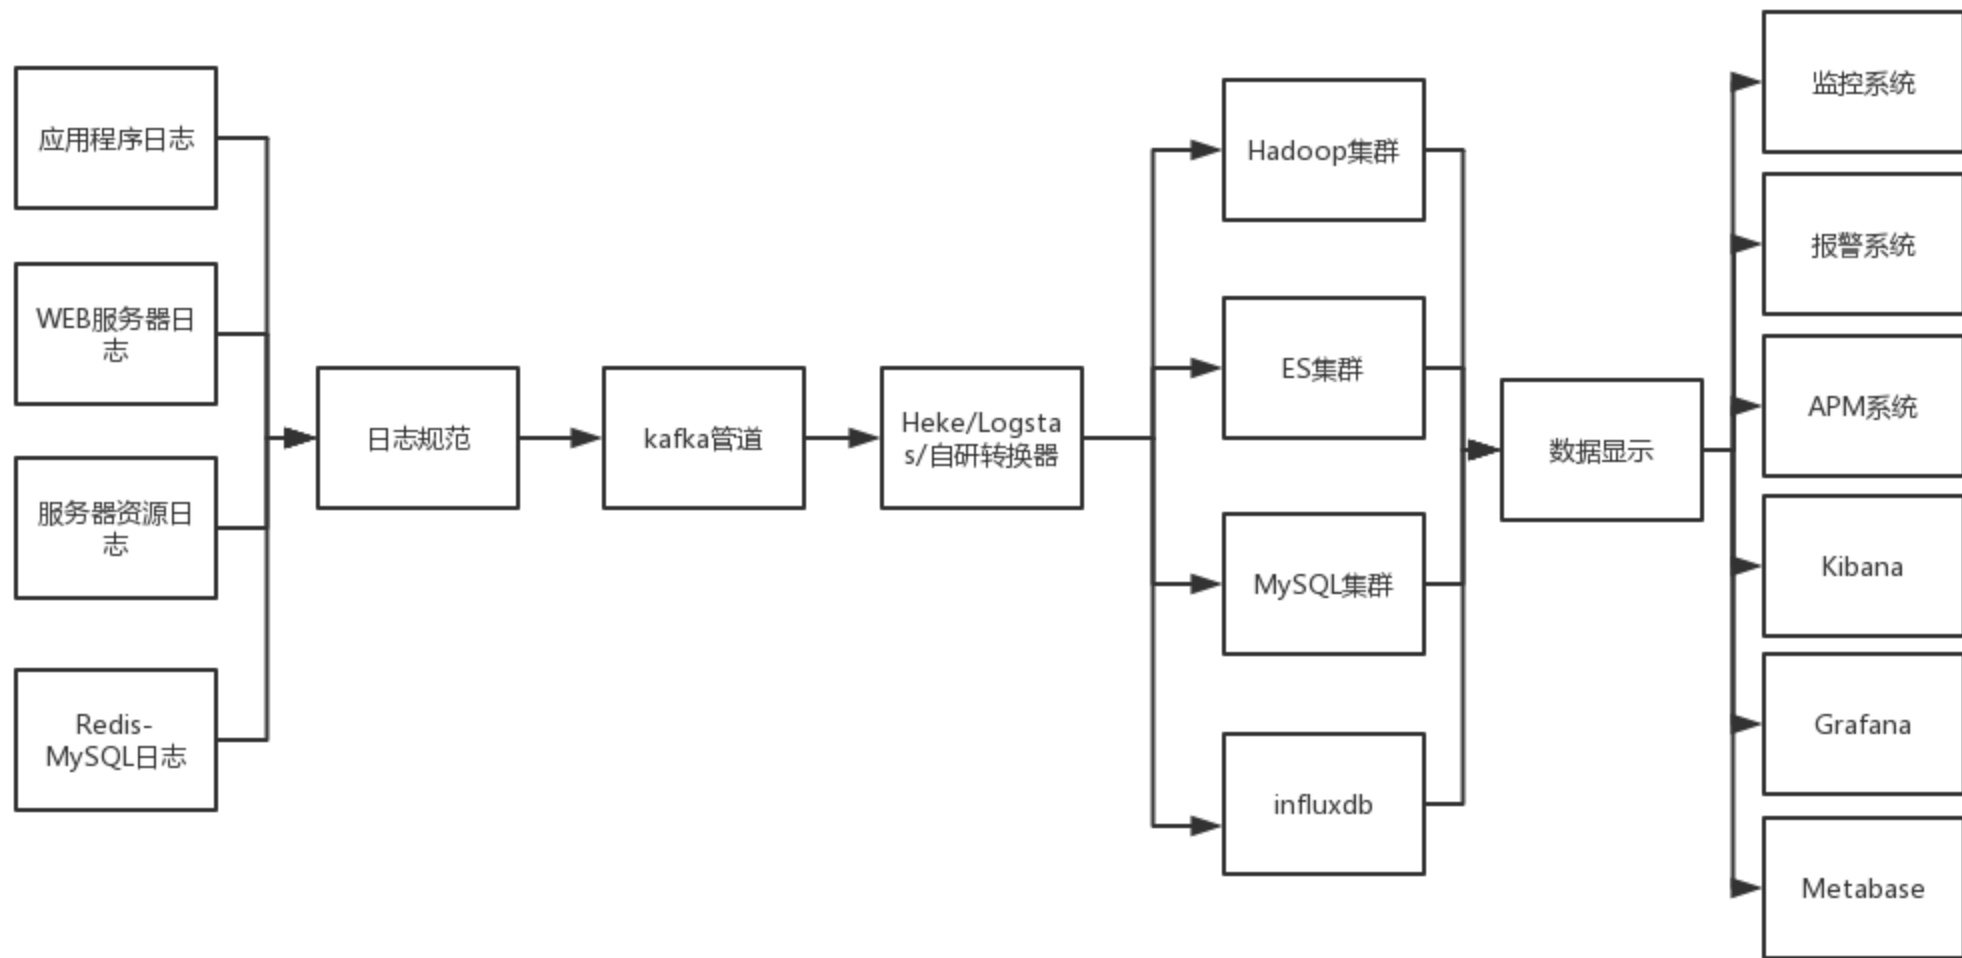 应用程序日志
WEB服务器日
志
服务器资源日
志
Redis-
MySQL日志
日志规范
kafka管道
Heke/Logsta
s/自研转换器
Hadoop集群
ES集群
MySQL集群
influxdb
数据显示
监控系统
报警系统
APM系统
Kibana
Grafana
Metabase